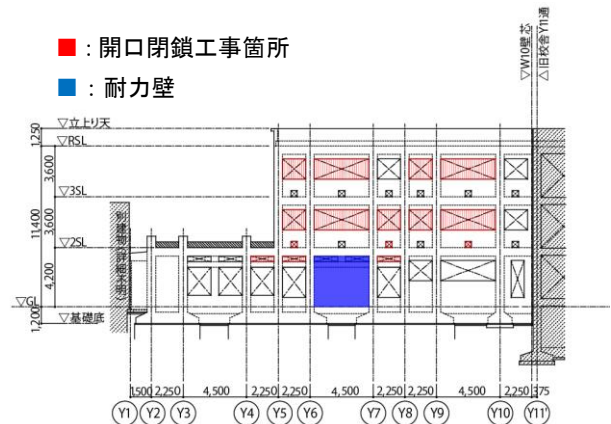 ■：開口閉鎖工事箇所
■：耐力壁
▽W10壁芯
△旧校舎Y11通
▽立上り天
▽RSL
▽3SL
▽2SL
▽GL
▽基礎底
1,250
3,600
3,600
11,400
4,200
1,200
別建物(詳細不明)
1500 2,250 4,500 2,250 2,250 4,500 2,250 2,250 4,500 2,250 375
Y1 Y2 Y3 Y4 Y5 Y6 Y7 Y8 Y9 Y10 Y11'